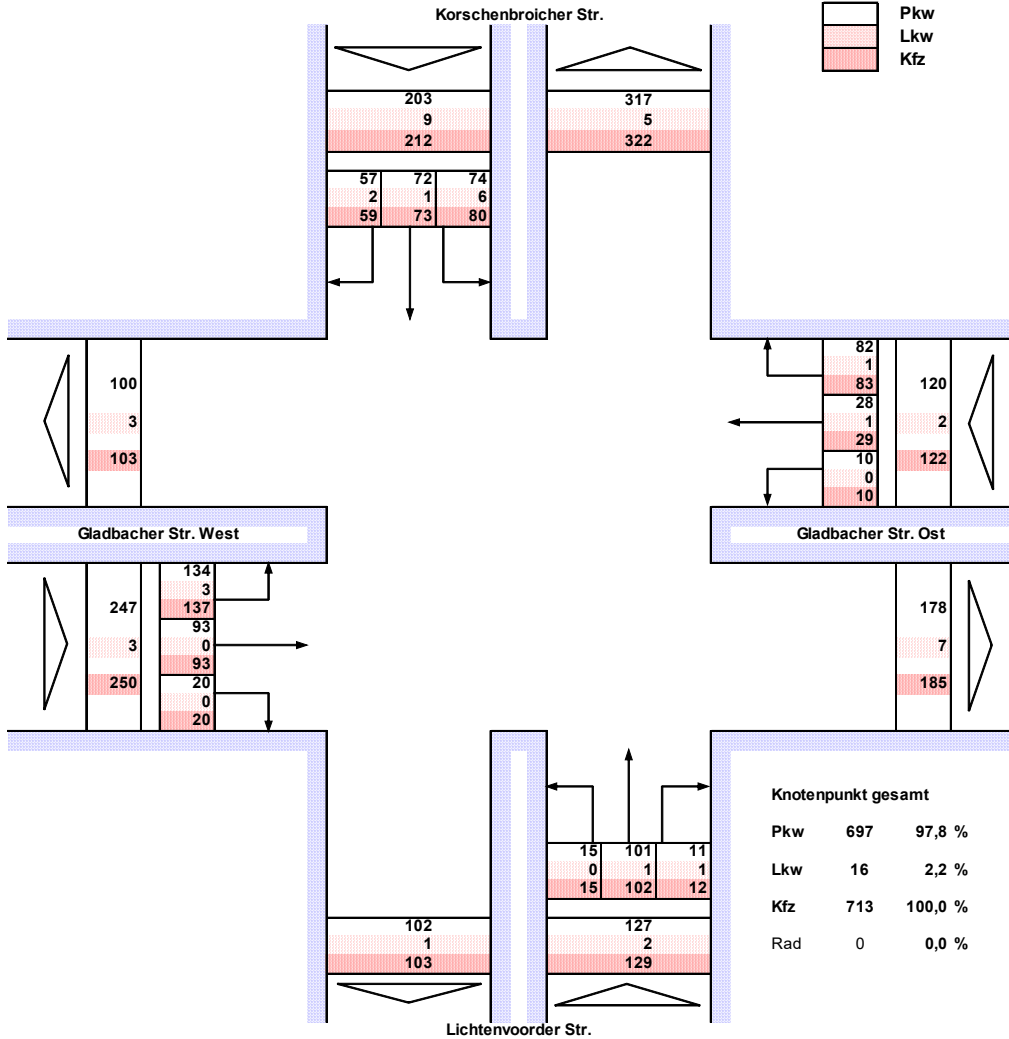 Korschenbroicher Str.
Pkw
Lkw
Kfz
203
9
212
317
5
322
57 72 74
2 1 6
59 73 80
100
3
103
82
1
83
28
1
29
10
0
10
120
2
122
Gladbacher Str. West
Gladbacher Str. Ost
247
3
250
134
3
137
93
0
93
20
0
20
178
7
185
15 101 11
0 1 1
15 102 12
102
1
103
127
2
129
Lichtenvoorder Str.
Knotenpunkt gesamt
Pkw 697 97,8 %
Lkw 16 2,2 %
Kfz 713 100,0 %
Rad 0 0,0 %